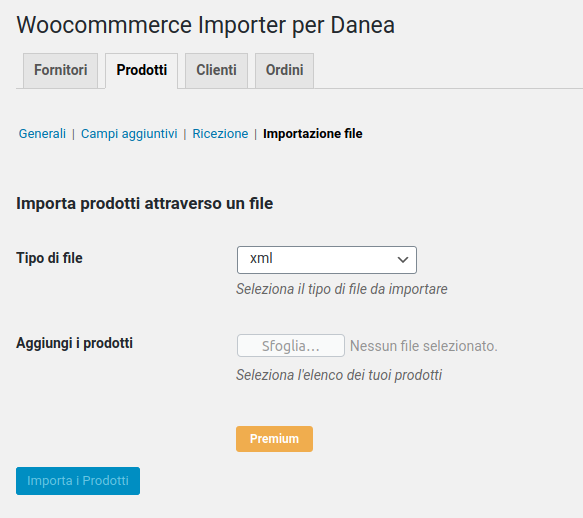 Woocommmerce Importer per Danea
Fornitori Prodotti Clienti Ordini
Generali | Campi aggiuntivi | Ricezione | Importazione file
Importa prodotti attraverso un file
Tipo di file xml
Seleziona il tipo di file da importare
Aggiungi i prodotti Sfoglia... Nessun file selezionato.
Seleziona l'elenco dei tuoi prodotti
Premium
Importa i Prodotti